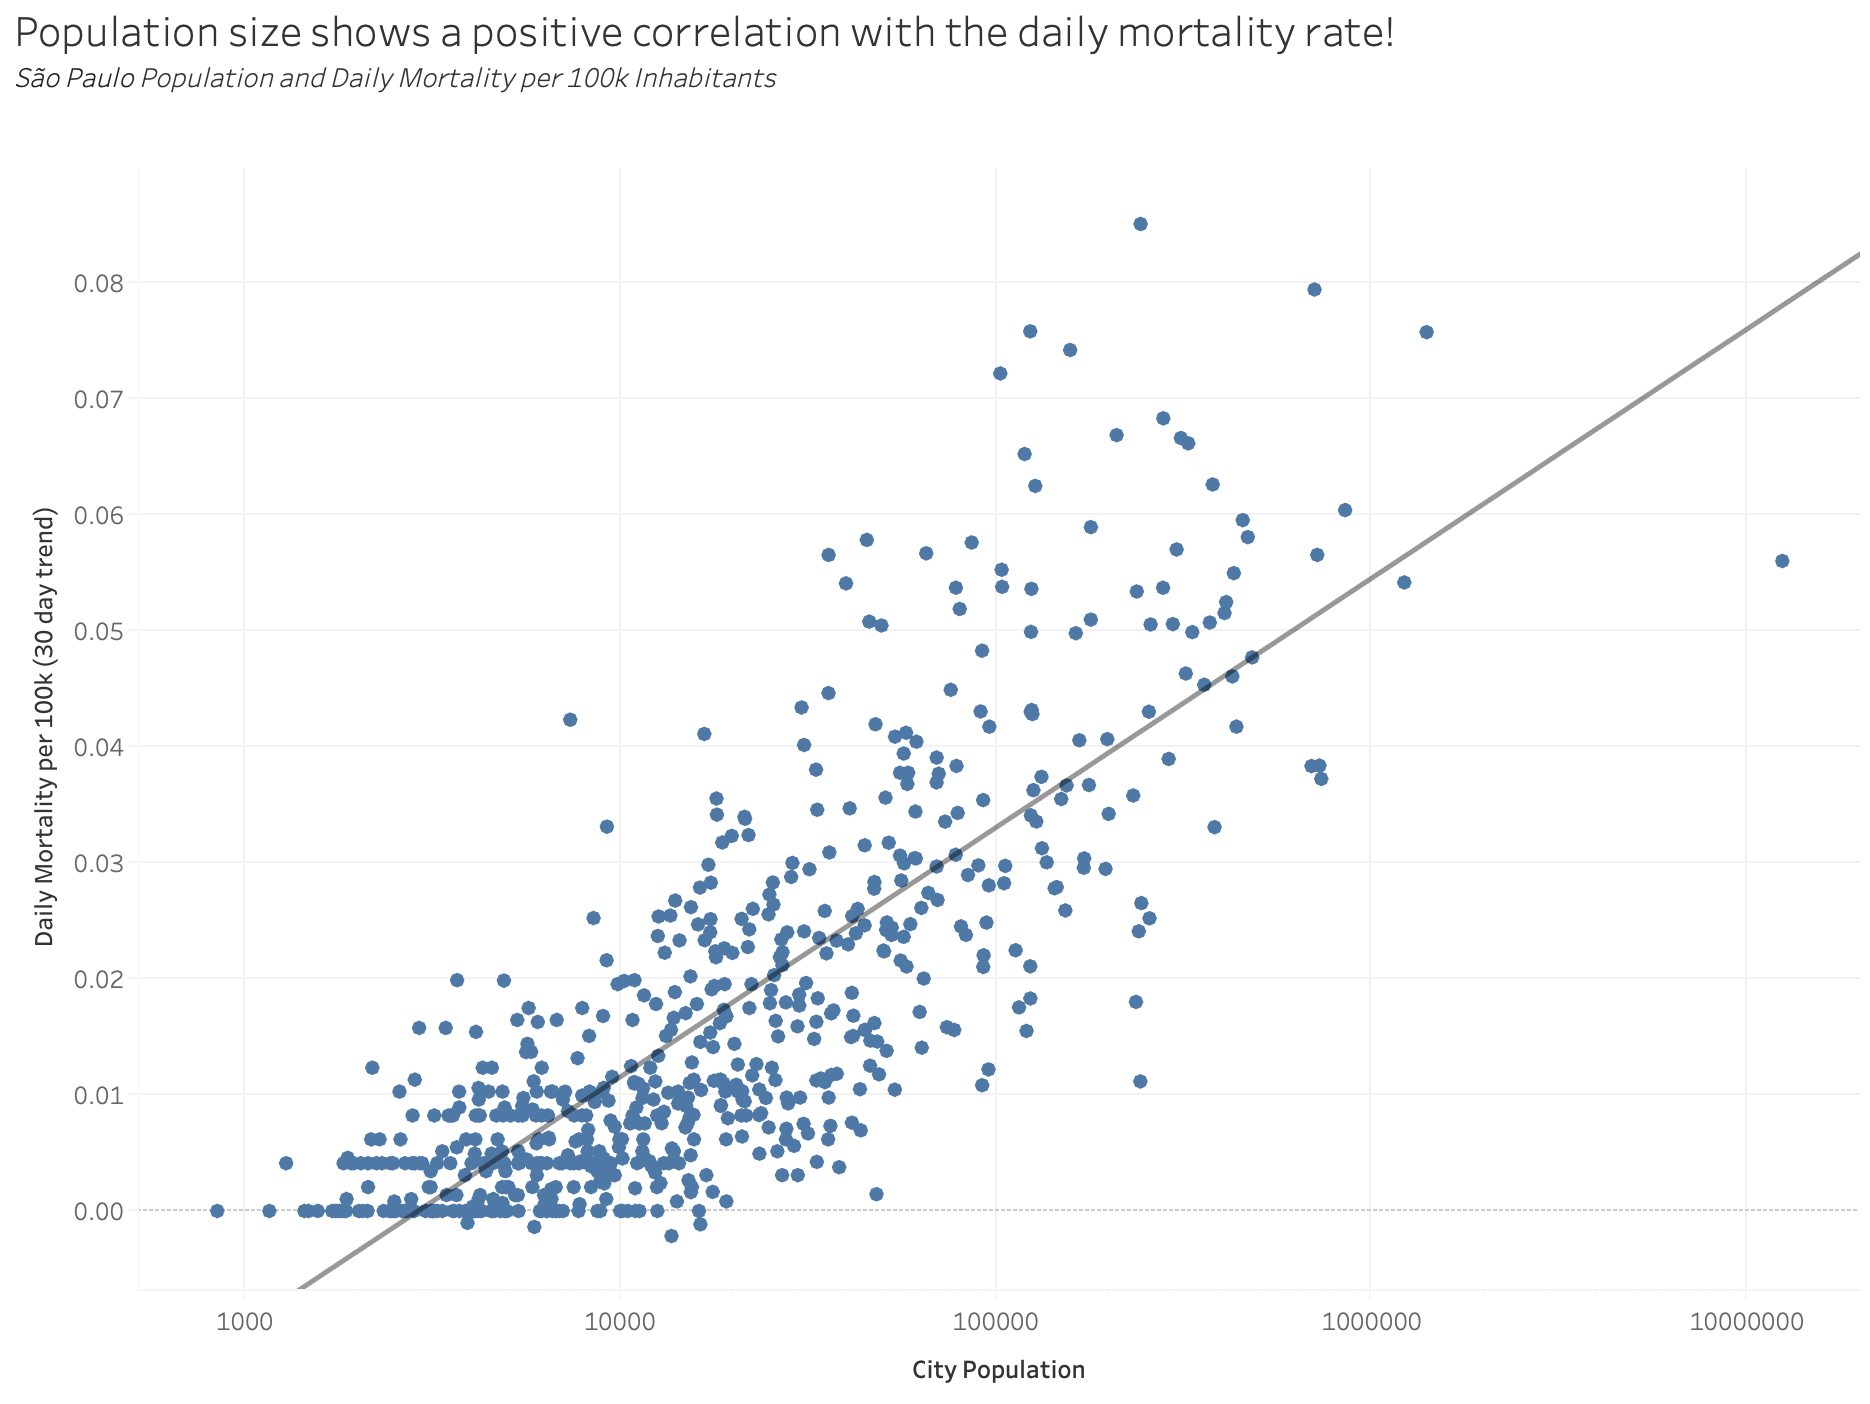 Population size shows a positive correlation with the daily mortality rate!
São Paulo Population and Daily Mortality per 100k Inhabitants
Daily Mortality per 100k (30 day trend)
0.08
0.07
0.06
0.05
0.04
0.03
0.02
0.01
0.00
1000 10000 100000 1000000 10000000
City Population